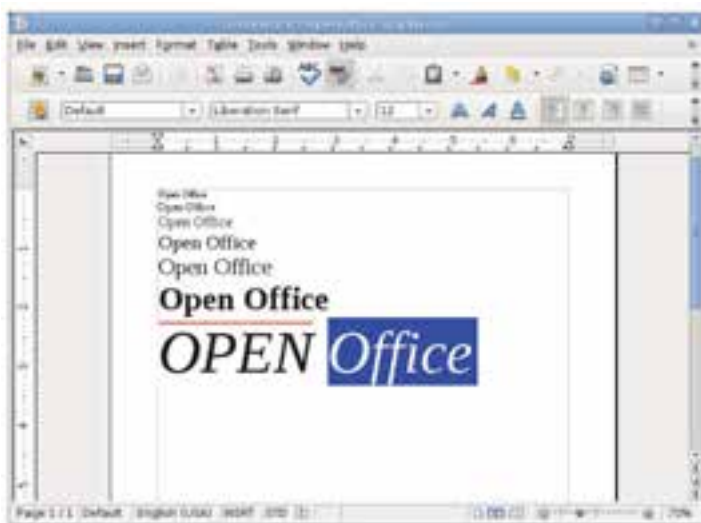 File Edit View Insert Format Table Tools Window Help
Default Liberation Serif 12
Open Office
Open Office
Open Office
Open Office
Open Office
Open Office
OPEN Office
Page 1 / 1 Default English (USA) INSRT STD 70%